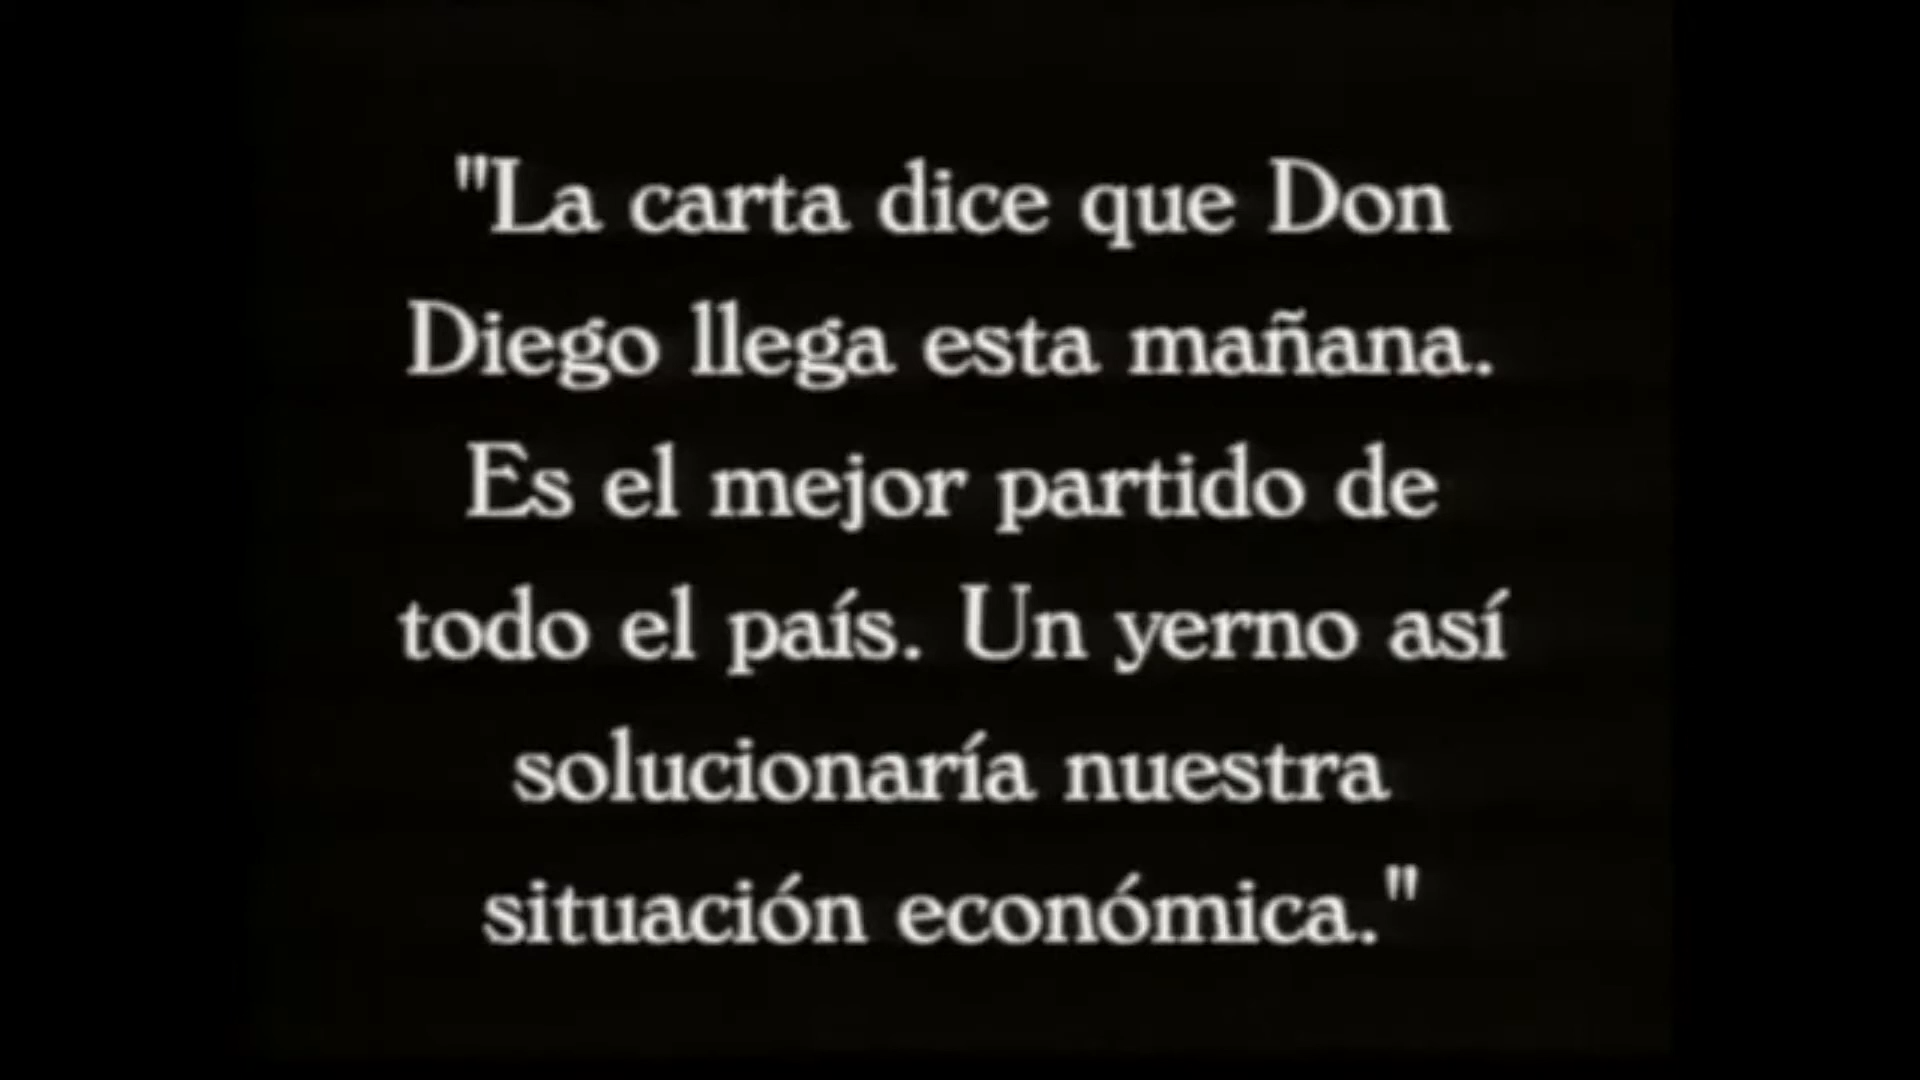 "La carta dice que Don
Diego llega esta mañana.
Es el mejor partido de
todo el país. Un yerno así
solucionaría nuestra
situación económica."